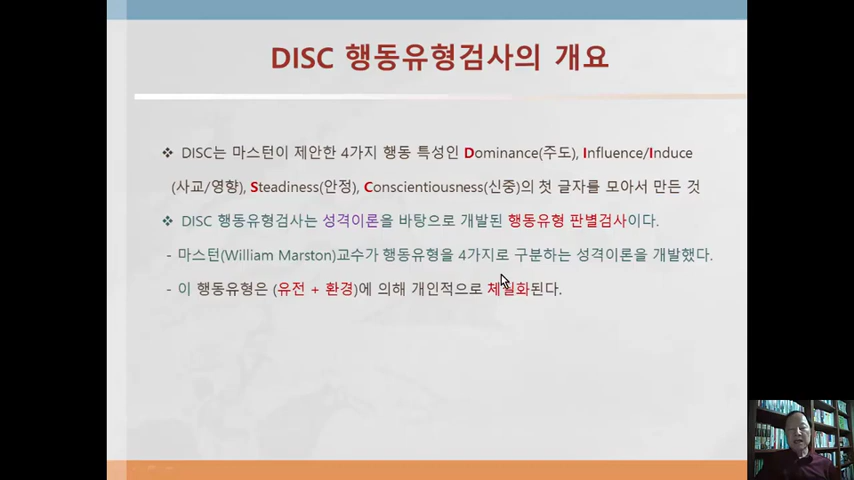 DISC 행동유형검사의 개요
❖ DISC는 마스턴이 제안한 4가지 행동 특성인 Dominance(주도), Influence/Induce
(사교/영향), Steadiness(안정), Conscientiousness(신중)의 첫 글자를 모아서 만든 것
❖ DISC 행동유형검사는 성격이론을 바탕으로 개발된 행동유형 판별검사이다.
- 마스턴(William Marston)교수가 행동유형을 4가지로 구분하는 성격이론을 개발했다.
- 이 행동유형은 (유전 + 환경)에 의해 개인적으로 체질화된다.